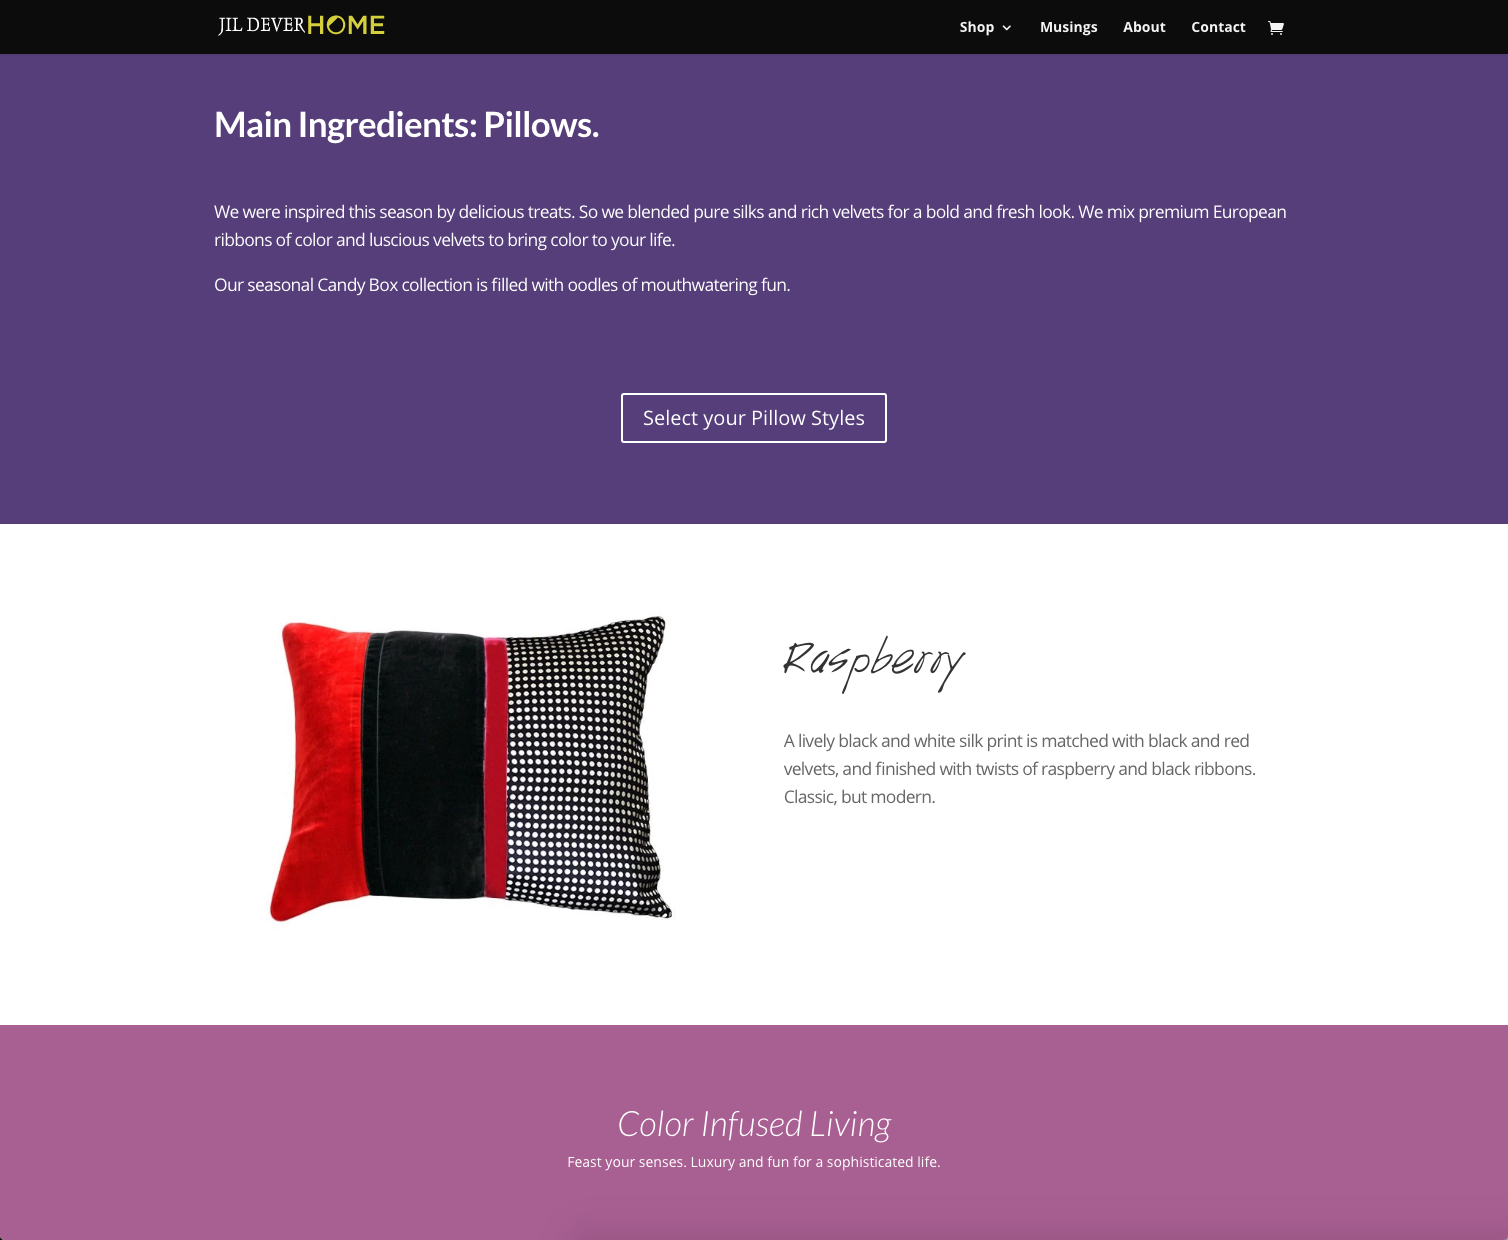 JIL DEVER HOME
Shop
Musings
About
Contact
Main Ingredients: Pillows.
We were inspired this season by delicious treats. So we blended pure silks and rich velvets for a bold and fresh look. We mix premium European
ribbons of color and luscious velvets to bring color to your life.
Our seasonal Candy Box collection is filled with oodles of mouthwatering fun.
Select your Pillow Styles
Raspberry
A lively black and white silk print is matched with black and red
velvets, and finished with twists of raspberry and black ribbons.
Classic, but modern.
Color Infused Living
Feast your senses. Luxury and fun for a sophisticated life.